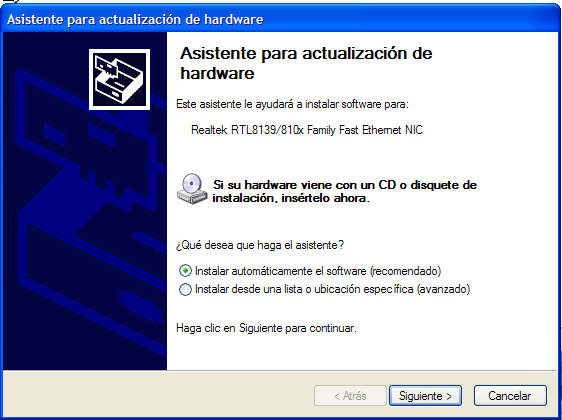 Asistente para actualización de hardware
Asistente para actualización de
hardware
Este asistente le ayudará a instalar software para:
Realtek RTL8139/810x Family Fast Ethernet NIC
Si su hardware viene con un CD o disquete de
instalación, insértelo ahora.
¿Qué desea que haga el asistente?
Instalar automáticamente el software (recomendado)
Instalar desde una lista o ubicación específica (avanzado)
Haga clic en Siguiente para continuar.
< Atrás Siguiente > Cancelar